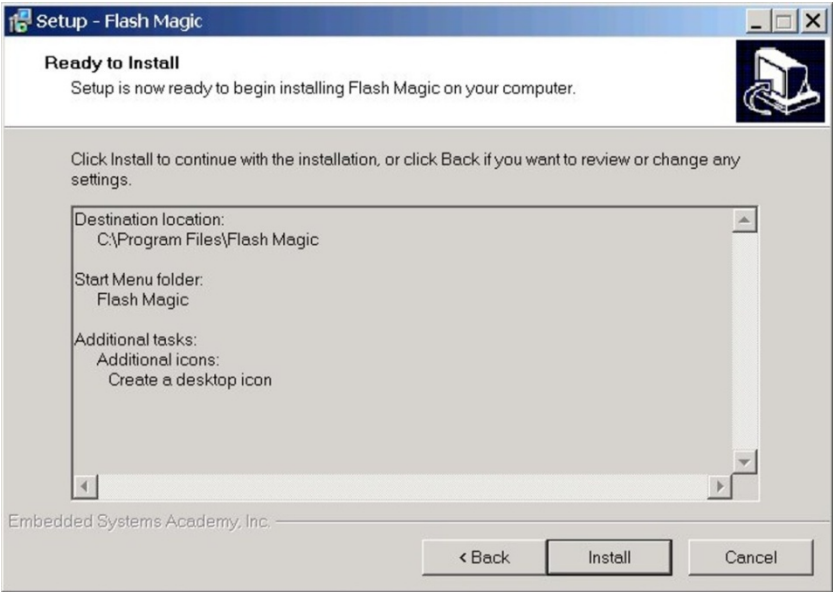 Setup - Flash Magic
Ready to Install
Setup is now ready to begin installing Flash Magic on your computer.
Click Install to continue with the installation, or click Back if you want to review or change any
settings.
Destination location:
C:\Program Files\Flash Magic
Start Menu folder:
Flash Magic
Additional tasks:
Additional icons:
Create a desktop icon
Embedded Systems Academy, Inc.
< Back
Install
Cancel